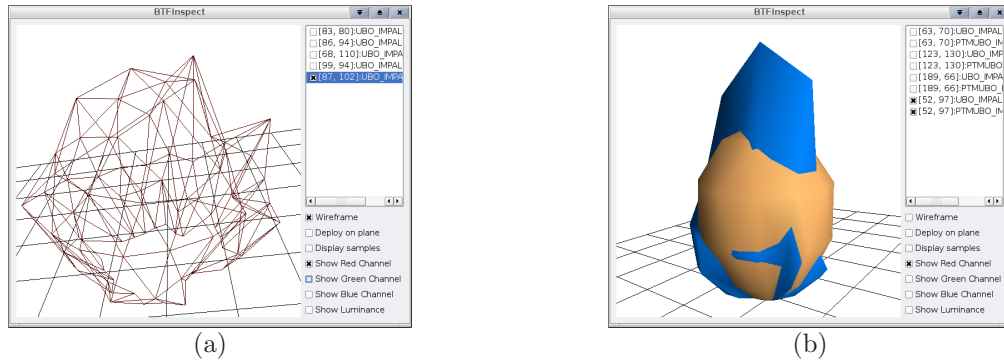 BTFInspect
[83, 80]:UBO_IMPAL
[86, 94]:UBO_IMPAL
[68, 110]:UBO_IMPA
[99, 94]:UBO_IMPAL
[87, 102]:UBO_IMPA
Wireframe
Deploy on plane
Display samples
Show Red Channel
Show Green Channel
Show Blue Channel
Show Luminance
(a)
BTFInspect
[63, 70]:UBO_IMPAL
[63, 70]:PTMUBO_IM
[123, 130]:UBO_IMPA
[123, 130]:PTMUBO
[189, 66]:UBO_IMPA
[189, 66]:PTMUBO_I
[52, 97]:UBO_IMPAL
[52, 97]:PTMUBO_IM
Wireframe
Deploy on plane
Display samples
Show Red Channel
Show Green Channel
Show Blue Channel
Show Luminance
(b)